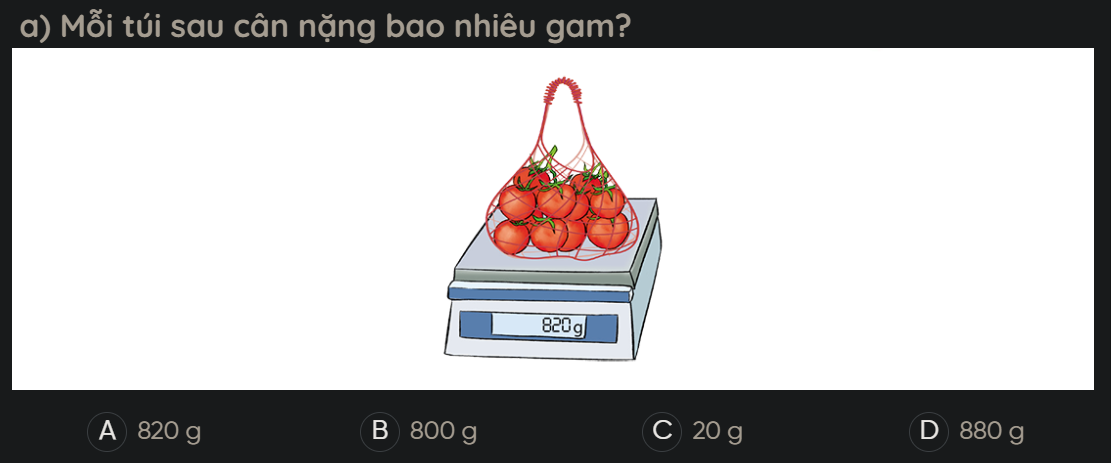 a) Mỗi túi sau cân nặng bao nhiêu gam?
820 g
A 820 g
B 800 g
C 20 g
D 880 g